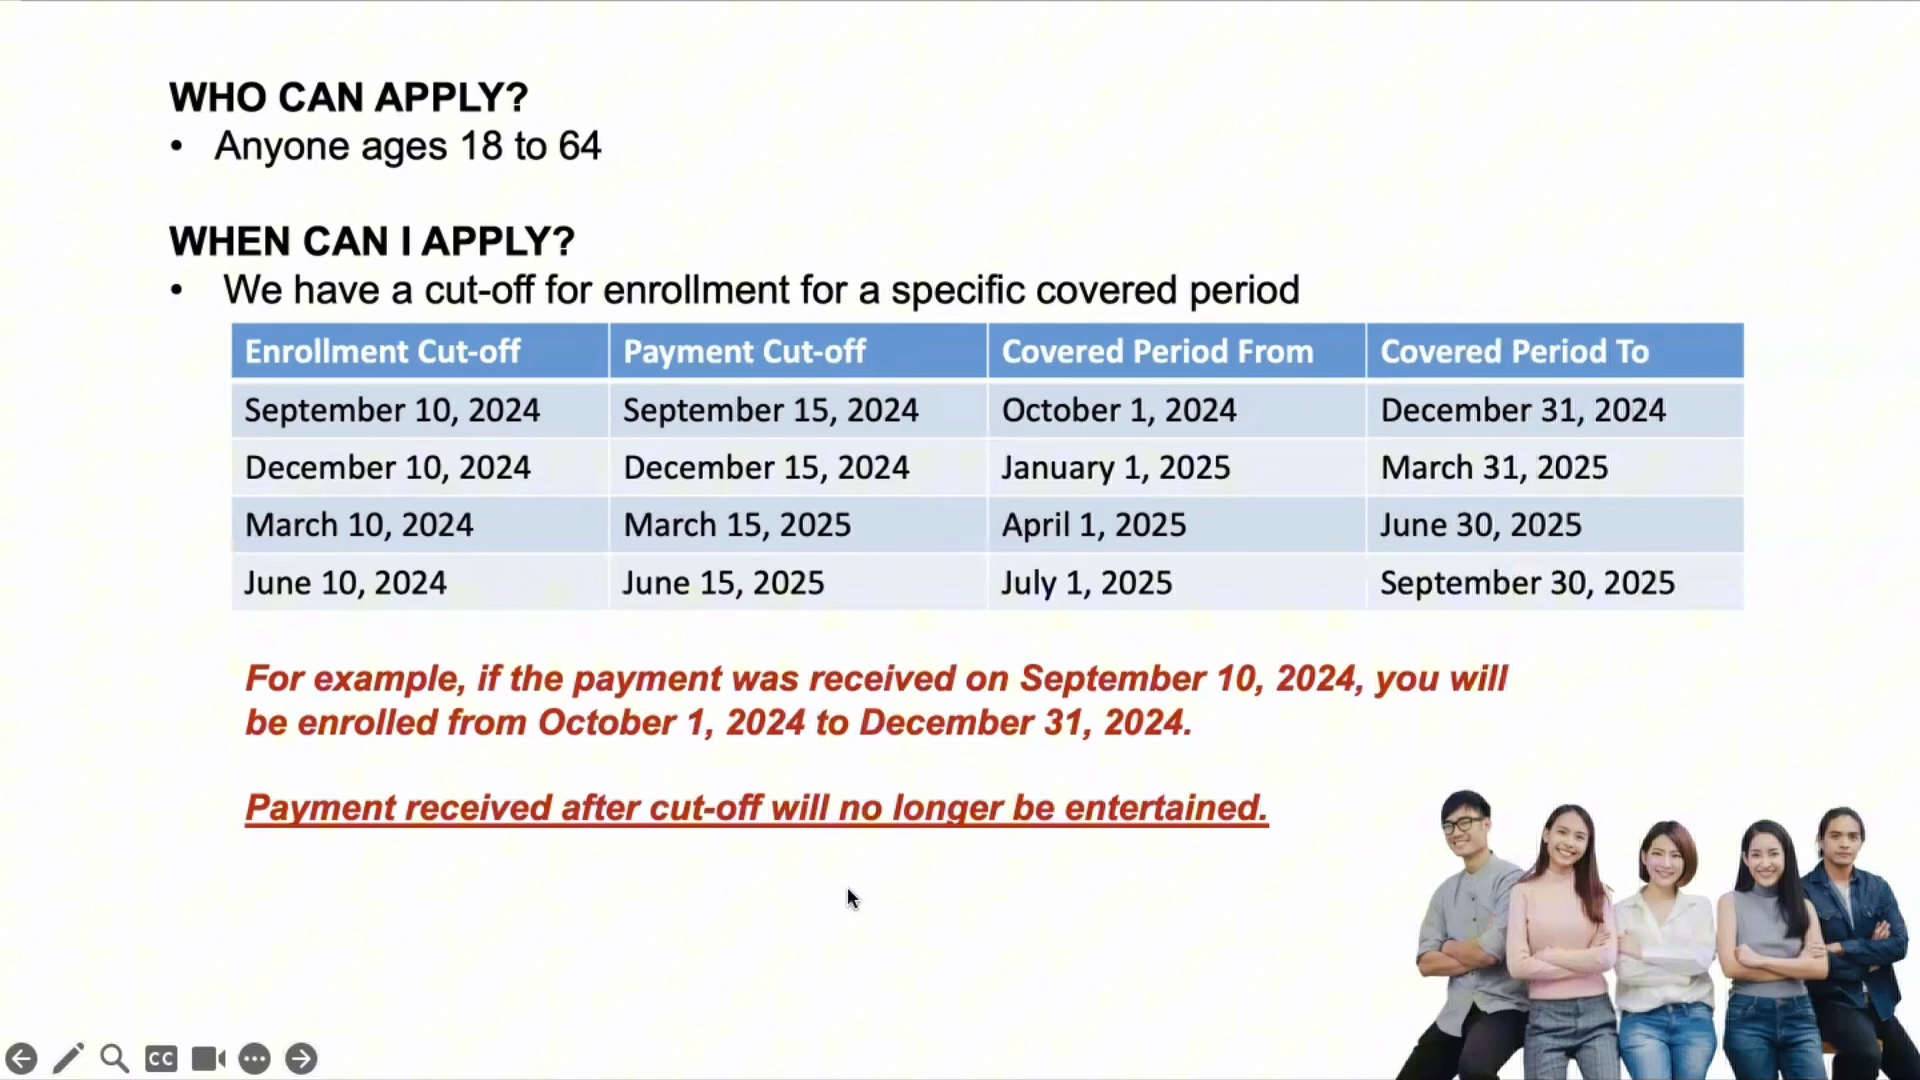 WHO CAN APPLY?
• Anyone ages 18 to 64
WHEN CAN I APPLY?
• We have a cut-off for enrollment for a specific covered period
Enrollment Cut-off Payment Cut-off Covered Period From Covered Period To
September 10, 2024 September 15, 2024 October 1, 2024 December 31, 2024
December 10, 2024 December 15, 2024 January 1, 2025 March 31, 2025
March 10, 2024 March 15, 2025 April 1, 2025 June 30, 2025
June 10, 2024 June 15, 2025 July 1, 2025 September 30, 2025
For example, if the payment was received on September 10, 2024, you will
be enrolled from October 1, 2024 to December 31, 2024.
Payment received after cut-off will no longer be entertained.
CC